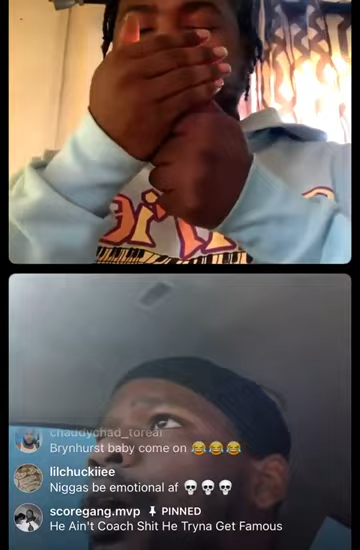 chaddychad_toreal
Brynhurst baby come on 😂😂😂
lilchuckiiee
Niggas be emotional af 💀💀💀
scoregang.mvp 📌 PINNED
He Ain't Coach Shit He Tryna Get Famous